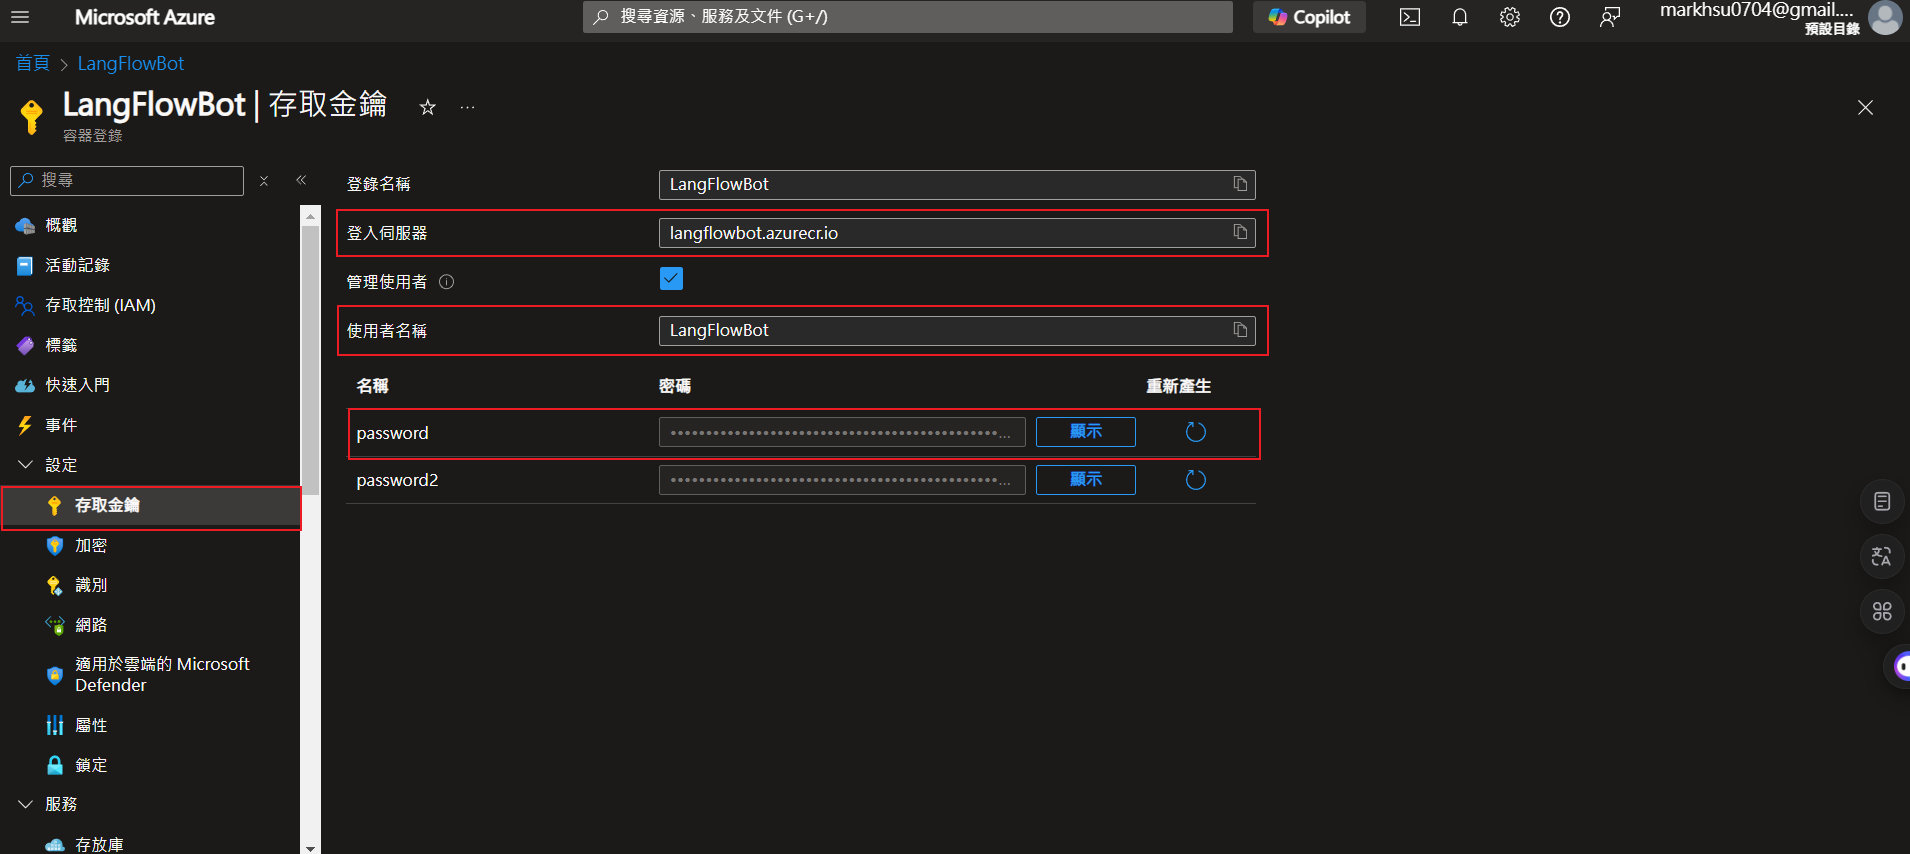 Microsoft Azure
搜尋資源、服務及文件 (G+/)
Copilot
markhsu0704@gmail....
預設目錄
首頁 > LangFlowBot
LangFlowBot | 存取金鑰
容器登錄
搜尋
概觀
活動記錄
存取控制 (IAM)
標籤
快速入門
事件
設定
存取金鑰
加密
識別
網路
適用於雲端的 Microsoft
Defender
屬性
鎖定
服務
存放庫
登錄名稱
LangFlowBot
登入伺服器
langflowbot.azurecr.io
管理使用者
使用者名稱
LangFlowBot
名稱 密碼 重新產生
password ••••••••••••••••••••••••••••••••••••••••••••••... 顯示
password2 ••••••••••••••••••••••••••••••••••••••••••••••... 顯示